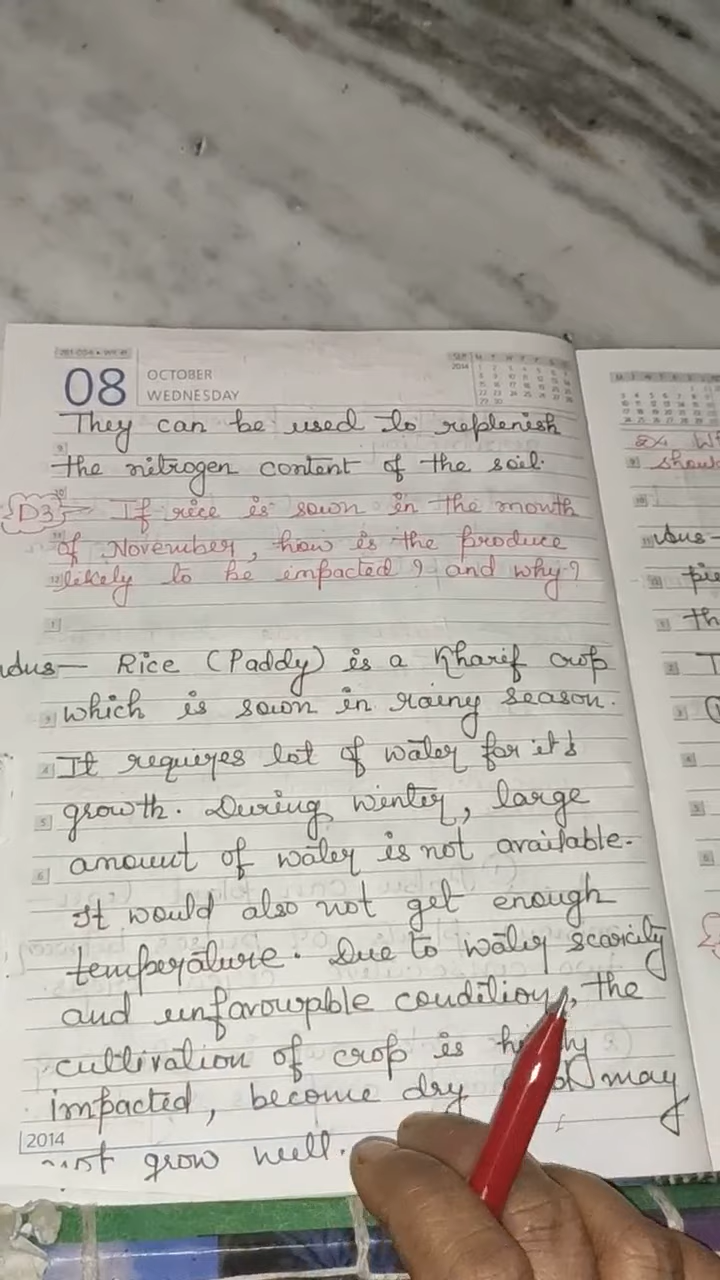 08
OCTOBER
WEDNESDAY
SEP
2014
They can be used to replenish
the nitrogen content of the soil.
D3 — If rice is sown in the month
of November, how is the produce
likely to be impacted? and why?
Rice (Paddy) is a Kharif crop
which is sown in rainy season.
It requires lot of water for it's
growth. During winter, large
amount of water is not available.
It would also not get enough
temperature. Due to water scarcity
and unfavourable condition, the
cultivation of crop is
impacted, become dry may
not grow well.
2014